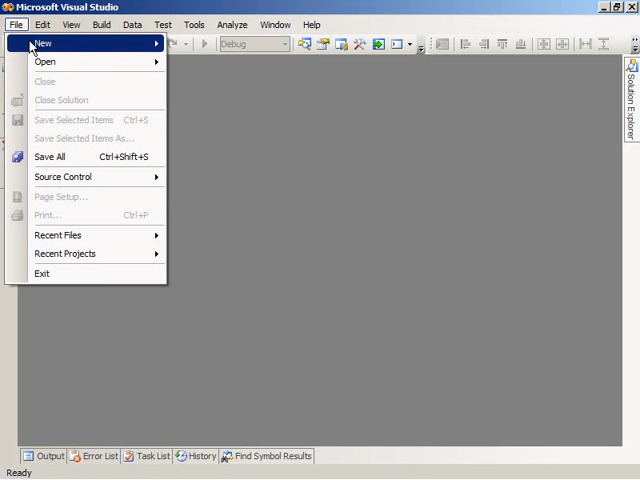 Microsoft Visual Studio
File Edit View Build Data Test Tools Analyze Window Help
Debug
New
Open
Close
Close Solution
Save Selected Items Ctrl+S
Save Selected Items As...
Save All Ctrl+Shift+S
Source Control
Page Setup...
Print... Ctrl+P
Recent Files
Recent Projects
Exit
Solution Explorer
Output Error List Task List History Find Symbol Results
Ready